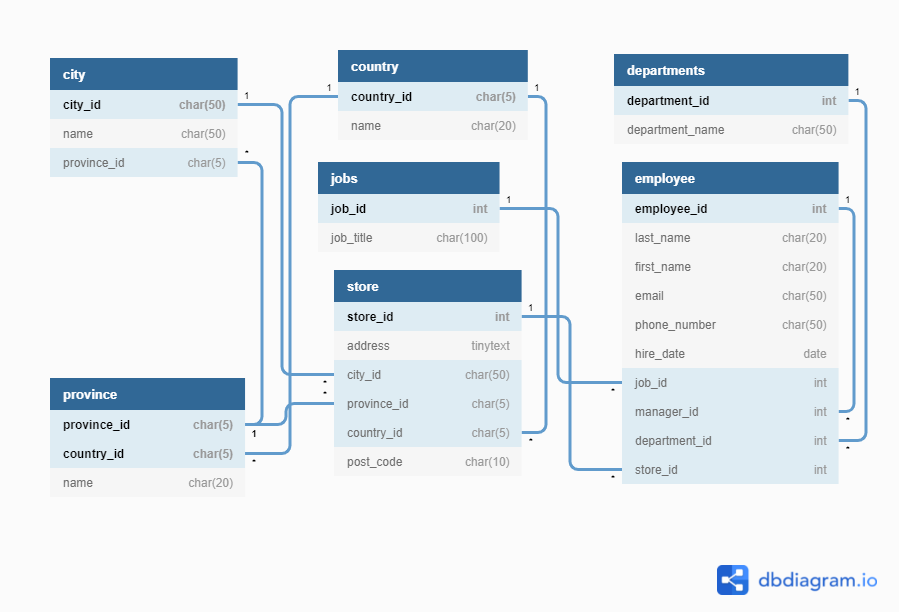 city
city_id char(50)
name char(50)
province_id char(5)
1
*
country
country_id char(5)
name char(20)
1
1
departments
department_id int
department_name char(50)
1
jobs
job_id int
job_title char(100)
1
employee
employee_id int
last_name char(20)
first_name char(20)
email char(50)
phone_number char(50)
hire_date date
job_id int
manager_id int
department_id int
store_id int
1
*
*
*
*
store
store_id int
address tinytext
city_id char(50)
province_id char(5)
country_id char(5)
post_code char(10)
1
*
*
*
province
province_id char(5)
country_id char(5)
name char(20)
1
*
dbdiagram.io